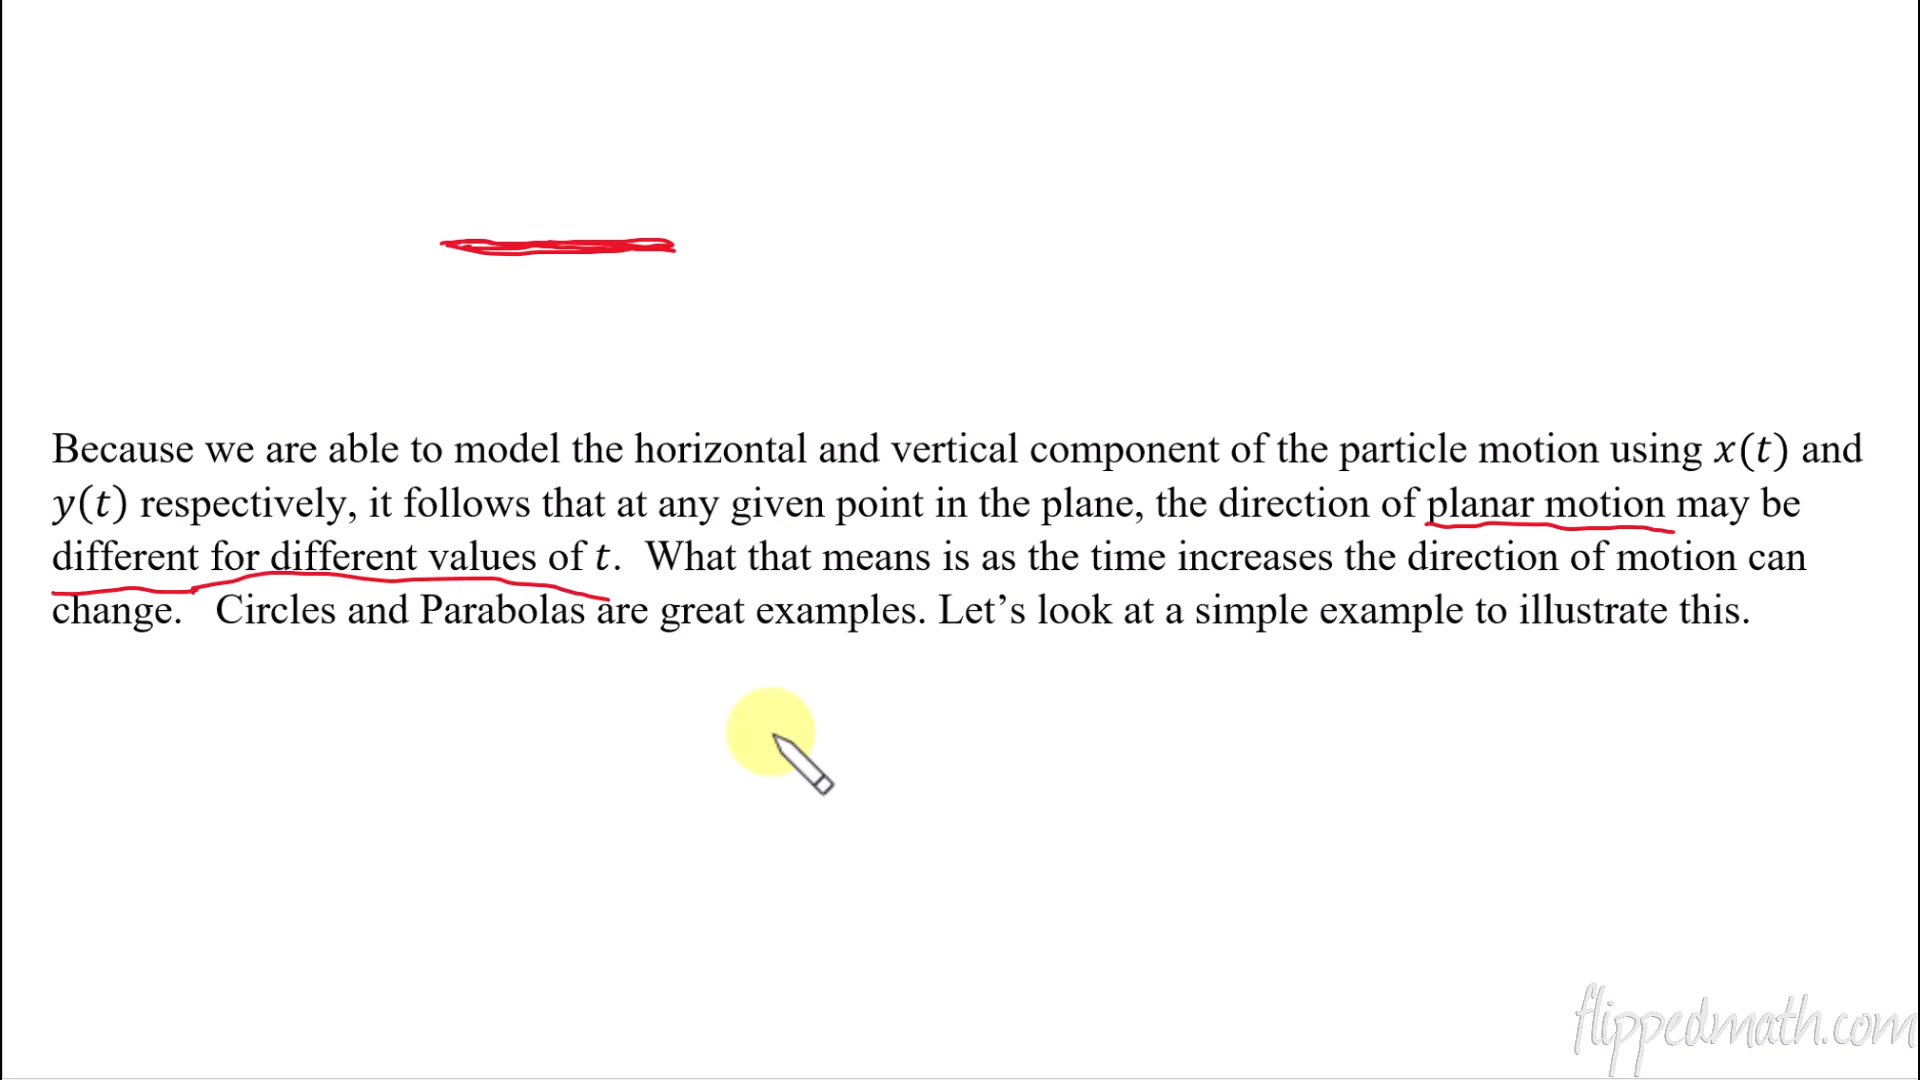 Because we are able to model the horizontal and vertical component of the particle motion using x(t) and
y(t) respectively, it follows that at any given point in the plane, the direction of planar motion may be
different for different values of t. What that means is as the time increases the direction of motion can
change. Circles and Parabolas are great examples. Let’s look at a simple example to illustrate this.
flippedmath.com